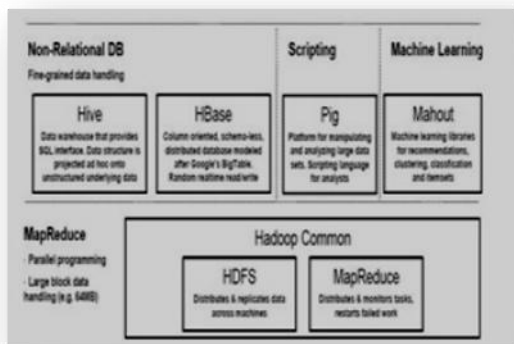 Non-Relational DB
Fine-grained data handling
Scripting
Machine Learning
Hive
Data warehouse that provides
SQL interface. Data structure is
projected ad hoc onto
unstructured underlying data
HBase
Column oriented, schema-less,
distributed database modeled
after Google's BigTable.
Random realtime read/write
Pig
Platform for manipulating
and analyzing large data
sets. Scripting language
for analysts
Mahout
Machine learning libraries
for recommendations,
clustering, classification
and itemsets
MapReduce
- Parallel programming
- Large block data
handling (e.g. 64MB)
Hadoop Common
HDFS
Distributes & replicates data
across machines
MapReduce
Distributes & monitors tasks,
restarts failed work